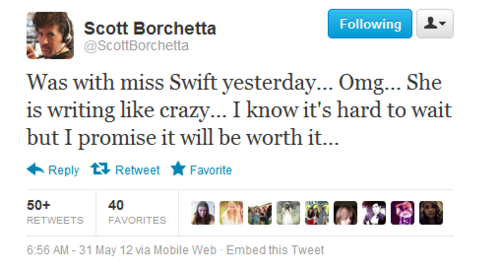 Scott Borchetta
@ScottBorchetta
Following
Was with miss Swift yesterday... Omg... She
is writing like crazy... I know it's hard to wait
but I promise it will be worth it...
Reply Retweet Favorite
50+ 40
RETWEETS FAVORITES
6:56 AM - 31 May 12 via Mobile Web · Embed this Tweet